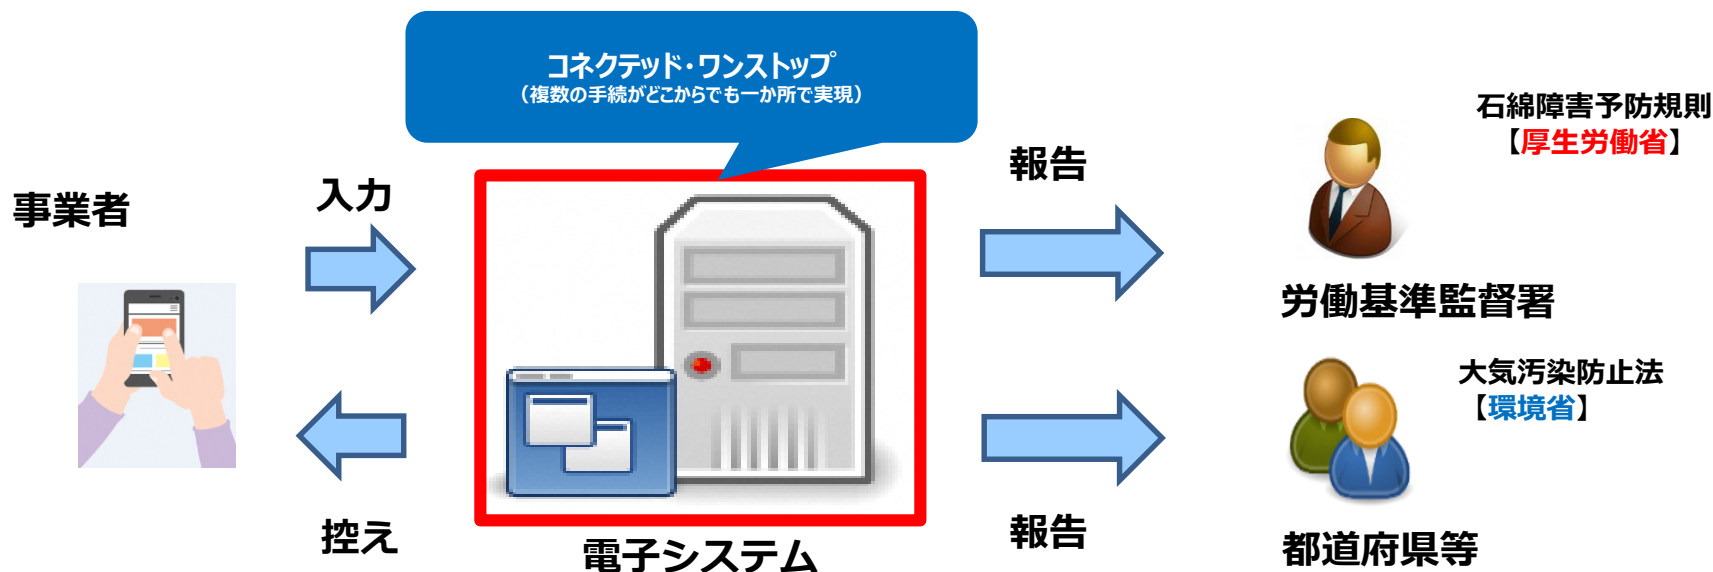 コネクテッド・ワンストップ
（複数の手続がどこからでも一か所で実現）
事業者
入力
控え
電子システム
報告
報告
石綿障害予防規則
【厚生労働省】
労働基準監督署
大気汚染防止法
【環境省】
都道府県等